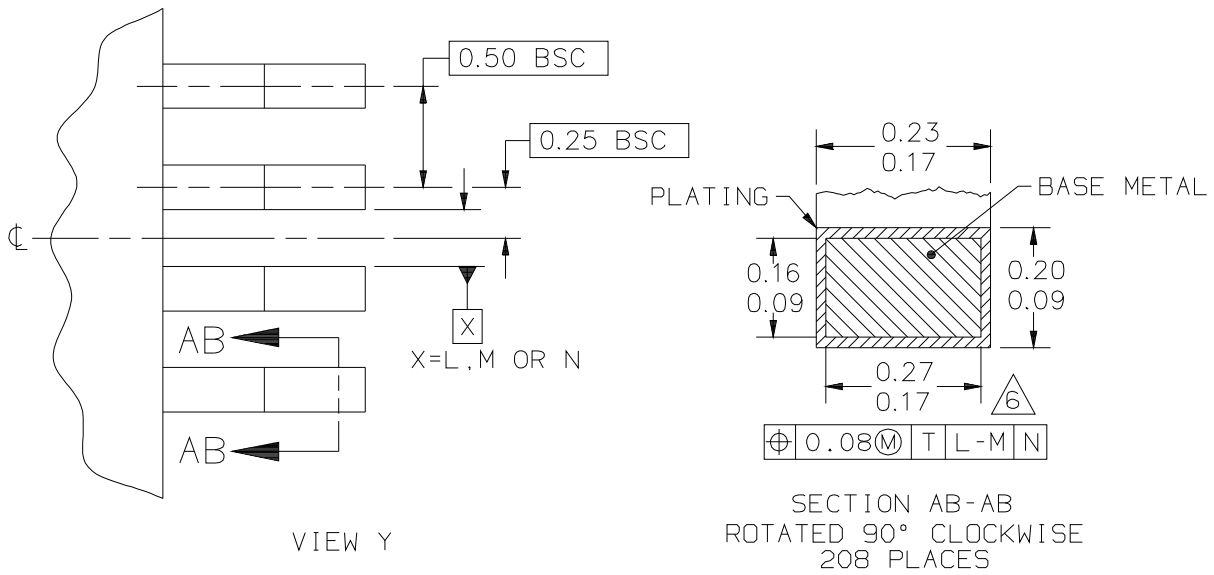 0.50 BSC
0.25 BSC
℄
X
X=L,M OR N
AB
AB
VIEW Y
0.23
0.17
PLATING
BASE METAL
0.16
0.09
0.20
0.09
0.27
0.17
6
⌖ 0.08Ⓜ T L-M N
SECTION AB-AB
ROTATED 90° CLOCKWISE
208 PLACES